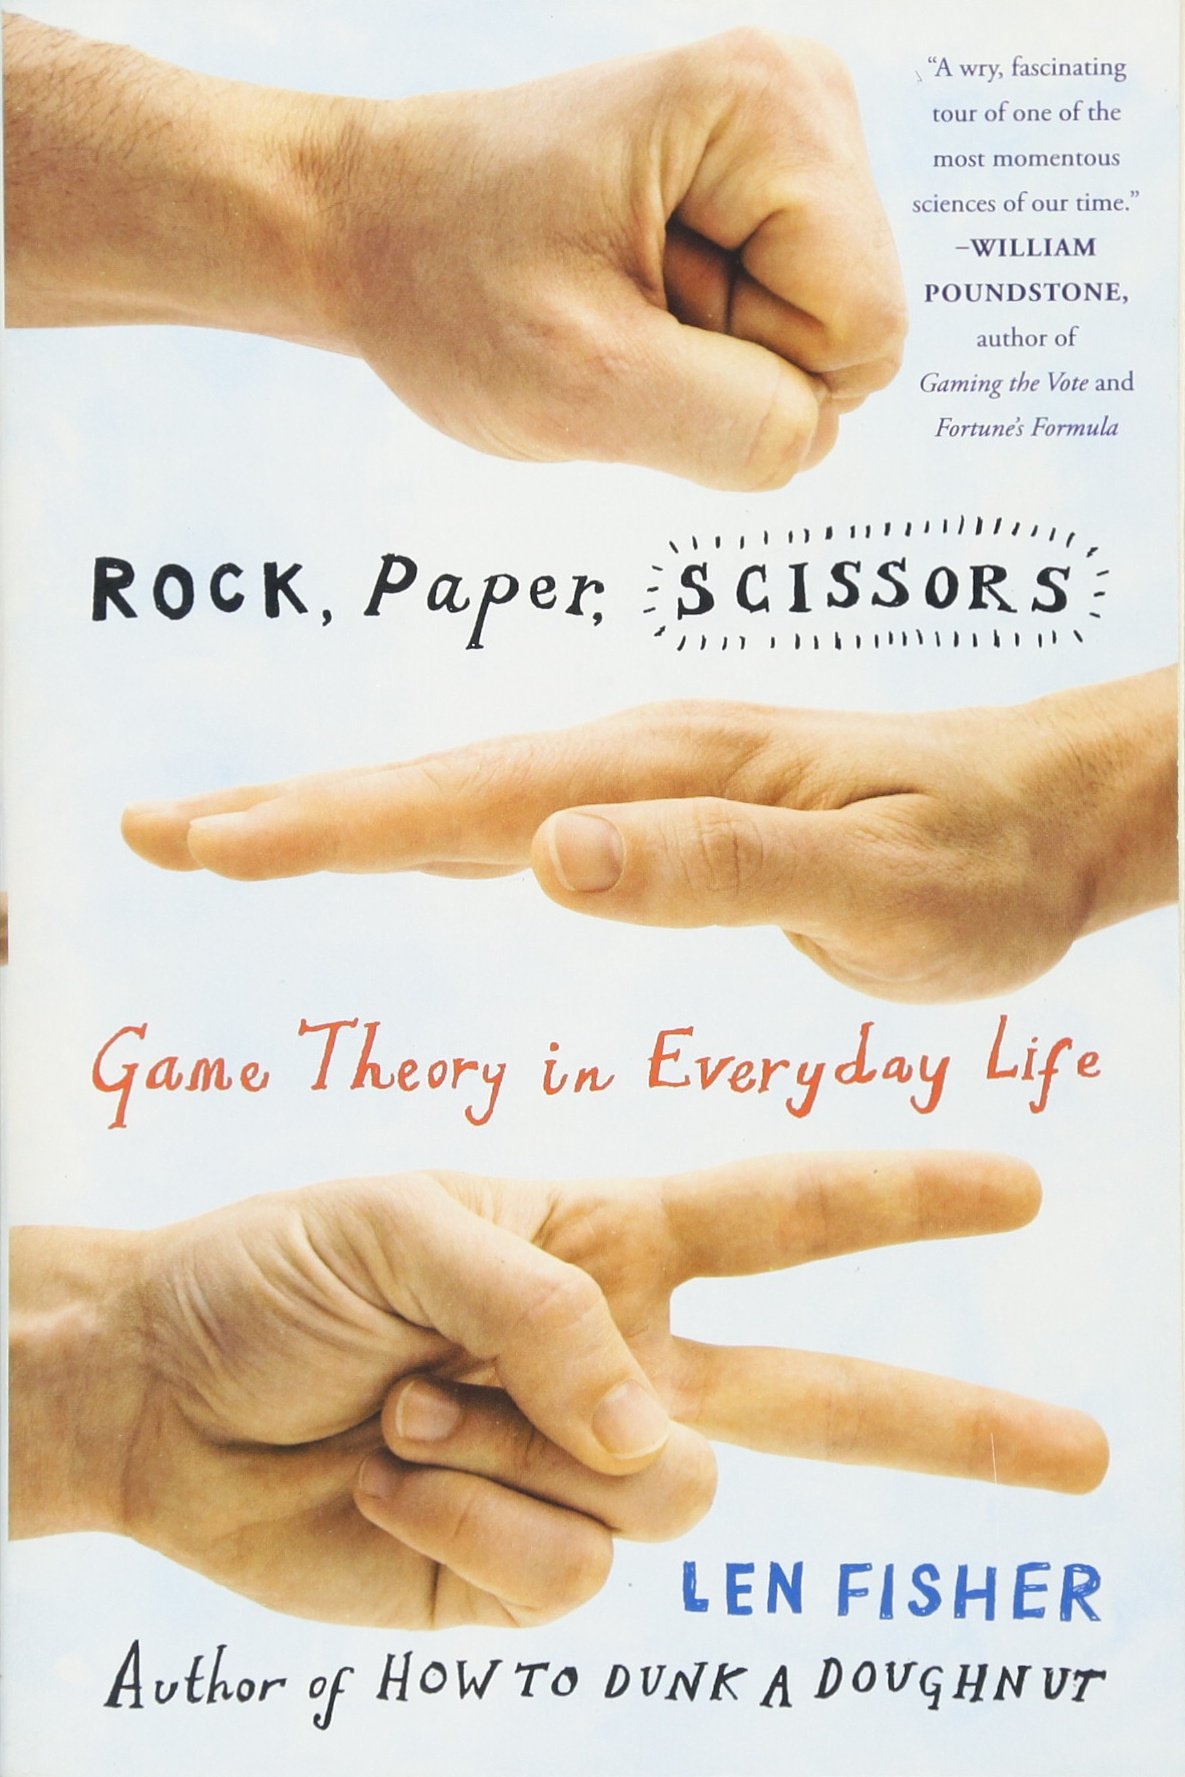 “A wry, fascinating
tour of one of the
most momentous
sciences of our time.”
–WILLIAM
POUNDSTONE,
author of
Gaming the Vote and
Fortune’s Formula
ROCK, Paper, SCISSORS
Game Theory in Everyday Life
LEN FISHER
Author of HOW TO DUNK A DOUGHNUT